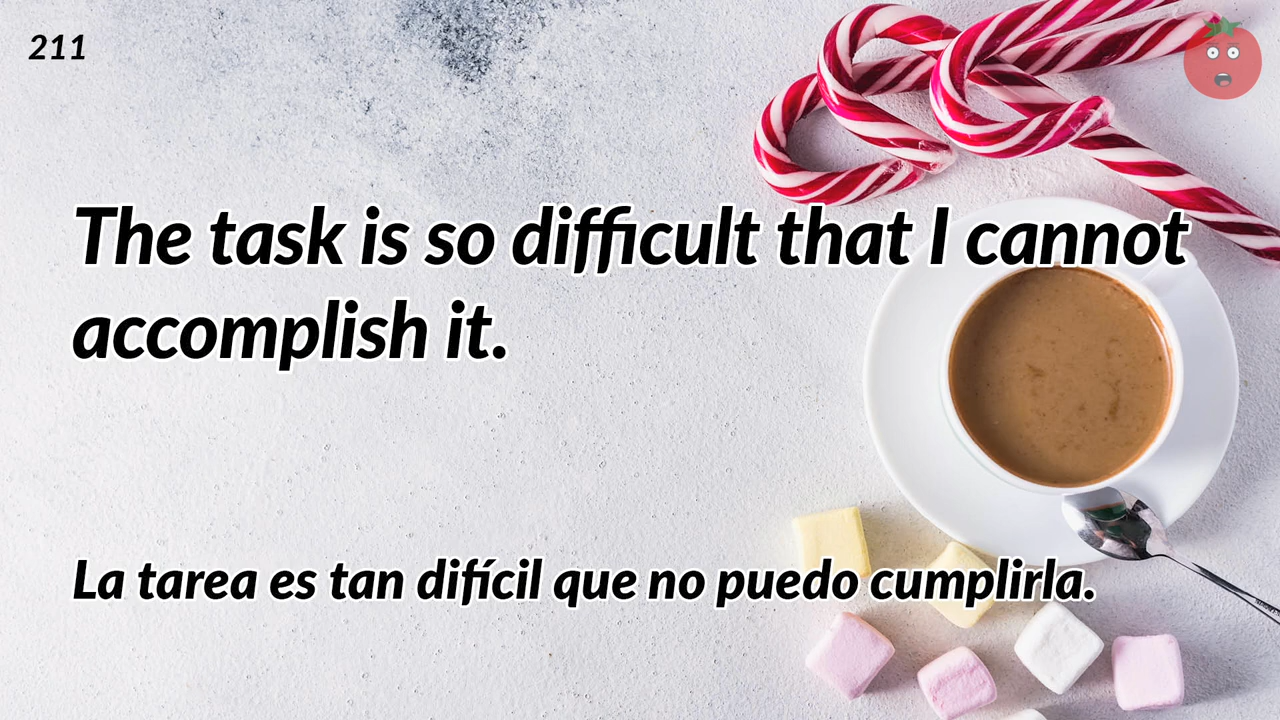 211
The task is so difficult that I cannot
accomplish it.
La tarea es tan difícil que no puedo cumplirla.